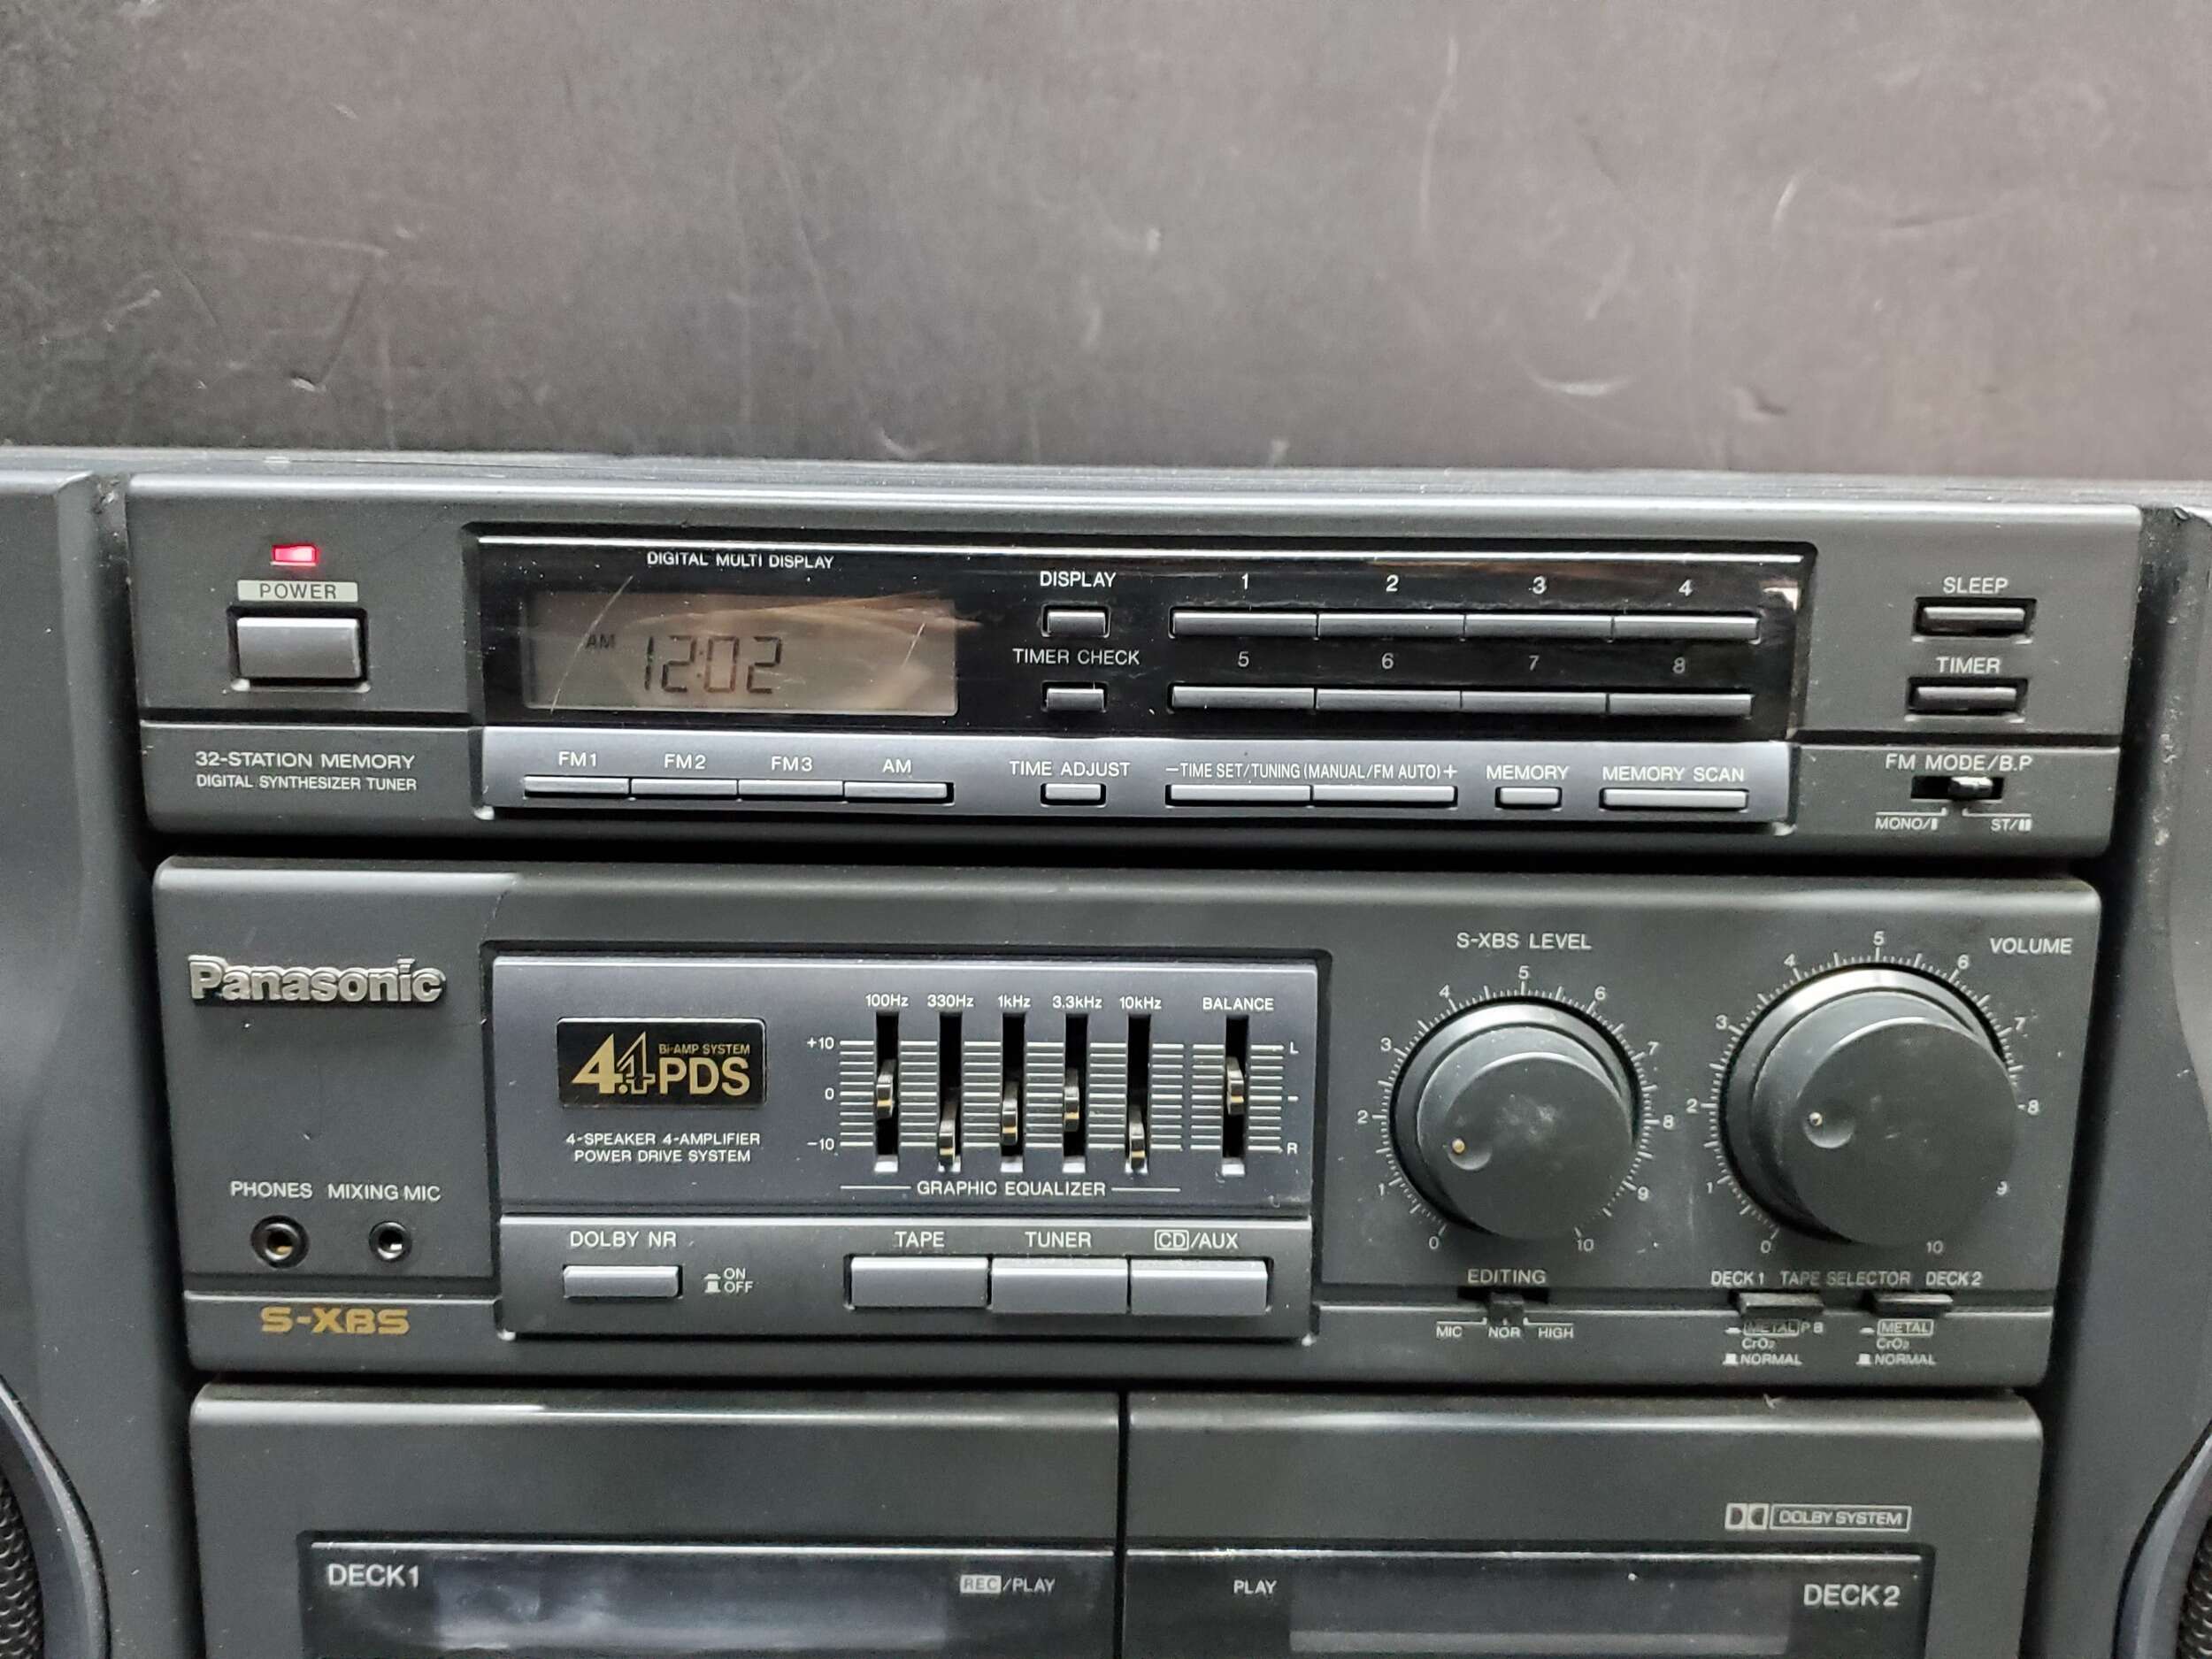 DIGITAL MULTI DISPLAY
POWER
AM 12:02
DISPLAY
TIMER CHECK
1 2 3 4
5 6 7 8
SLEEP
TIMER
32-STATION MEMORY
DIGITAL SYNTHESIZER TUNER
FM1 FM2 FM3 AM
TIME ADJUST
−TIME SET/TUNING (MANUAL/FM AUTO)+
MEMORY
MEMORY SCAN
FM MODE/B.P
MONO/I ST/II
Panasonic
44 Bi-AMP SYSTEM
PDS
4-SPEAKER 4-AMPLIFIER
POWER DRIVE SYSTEM
100Hz 330Hz 1kHz 3.3kHz 10kHz BALANCE
+10
0
−10
L
R
GRAPHIC EQUALIZER
S-XBS LEVEL
0 1 2 3 4 5 6 7 8 9 10
VOLUME
0 1 2 3 4 5 6 7 8 9 10
PHONES MIXING MIC
S-XBS
DOLBY NR
ON
OFF
TAPE TUNER CD/AUX
EDITING
MIC NOR HIGH
DECK1 TAPE SELECTOR DECK2
METAL PB
CrO₂
NORMAL
METAL
CrO₂
NORMAL
DOLBY SYSTEM
DECK1 REC/PLAY
PLAY DECK2